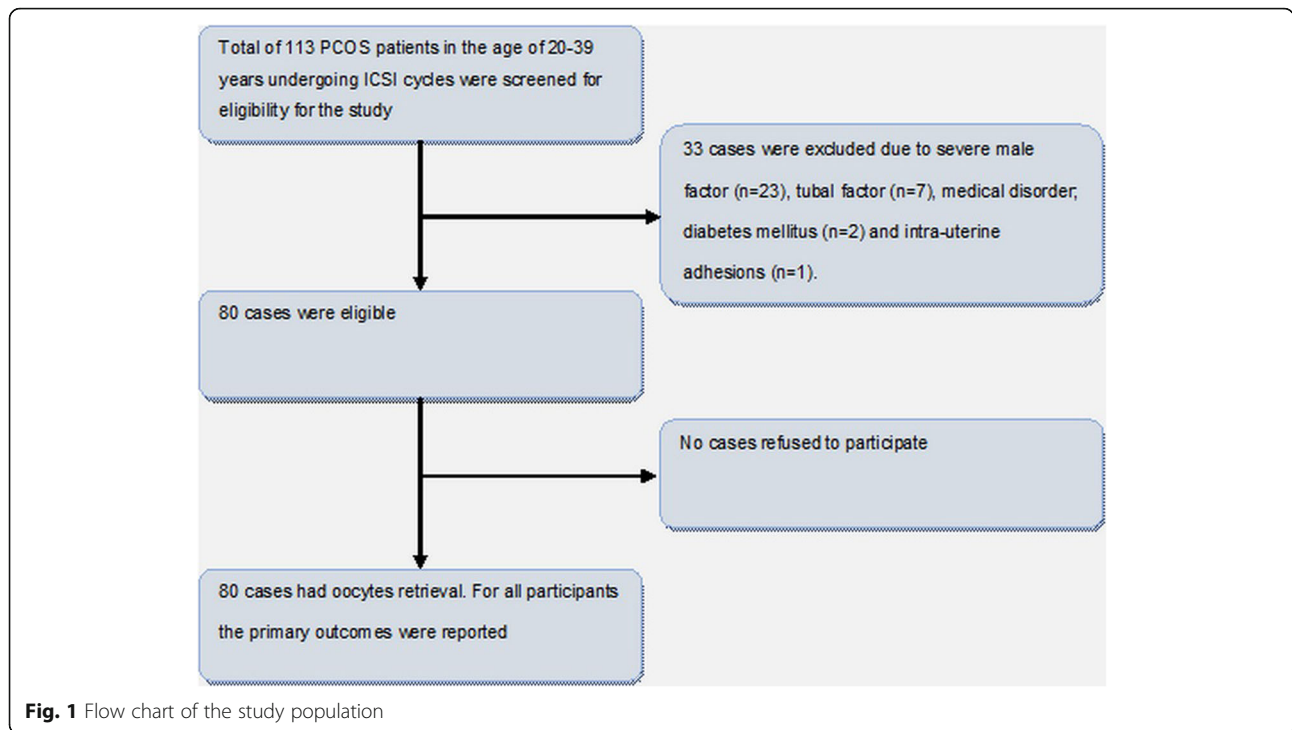 Total of 113 PCOS patients in the age of 20-39
years undergoing ICSI cycles were screened for
eligibility for the study
33 cases were excluded due to severe male
factor (n=23), tubal factor (n=7), medical disorder;
diabetes mellitus (n=2) and intra-uterine
adhesions (n=1).
80 cases were eligible
No cases refused to participate
80 cases had oocytes retrieval. For all participants
the primary outcomes were reported
Fig. 1 Flow chart of the study population